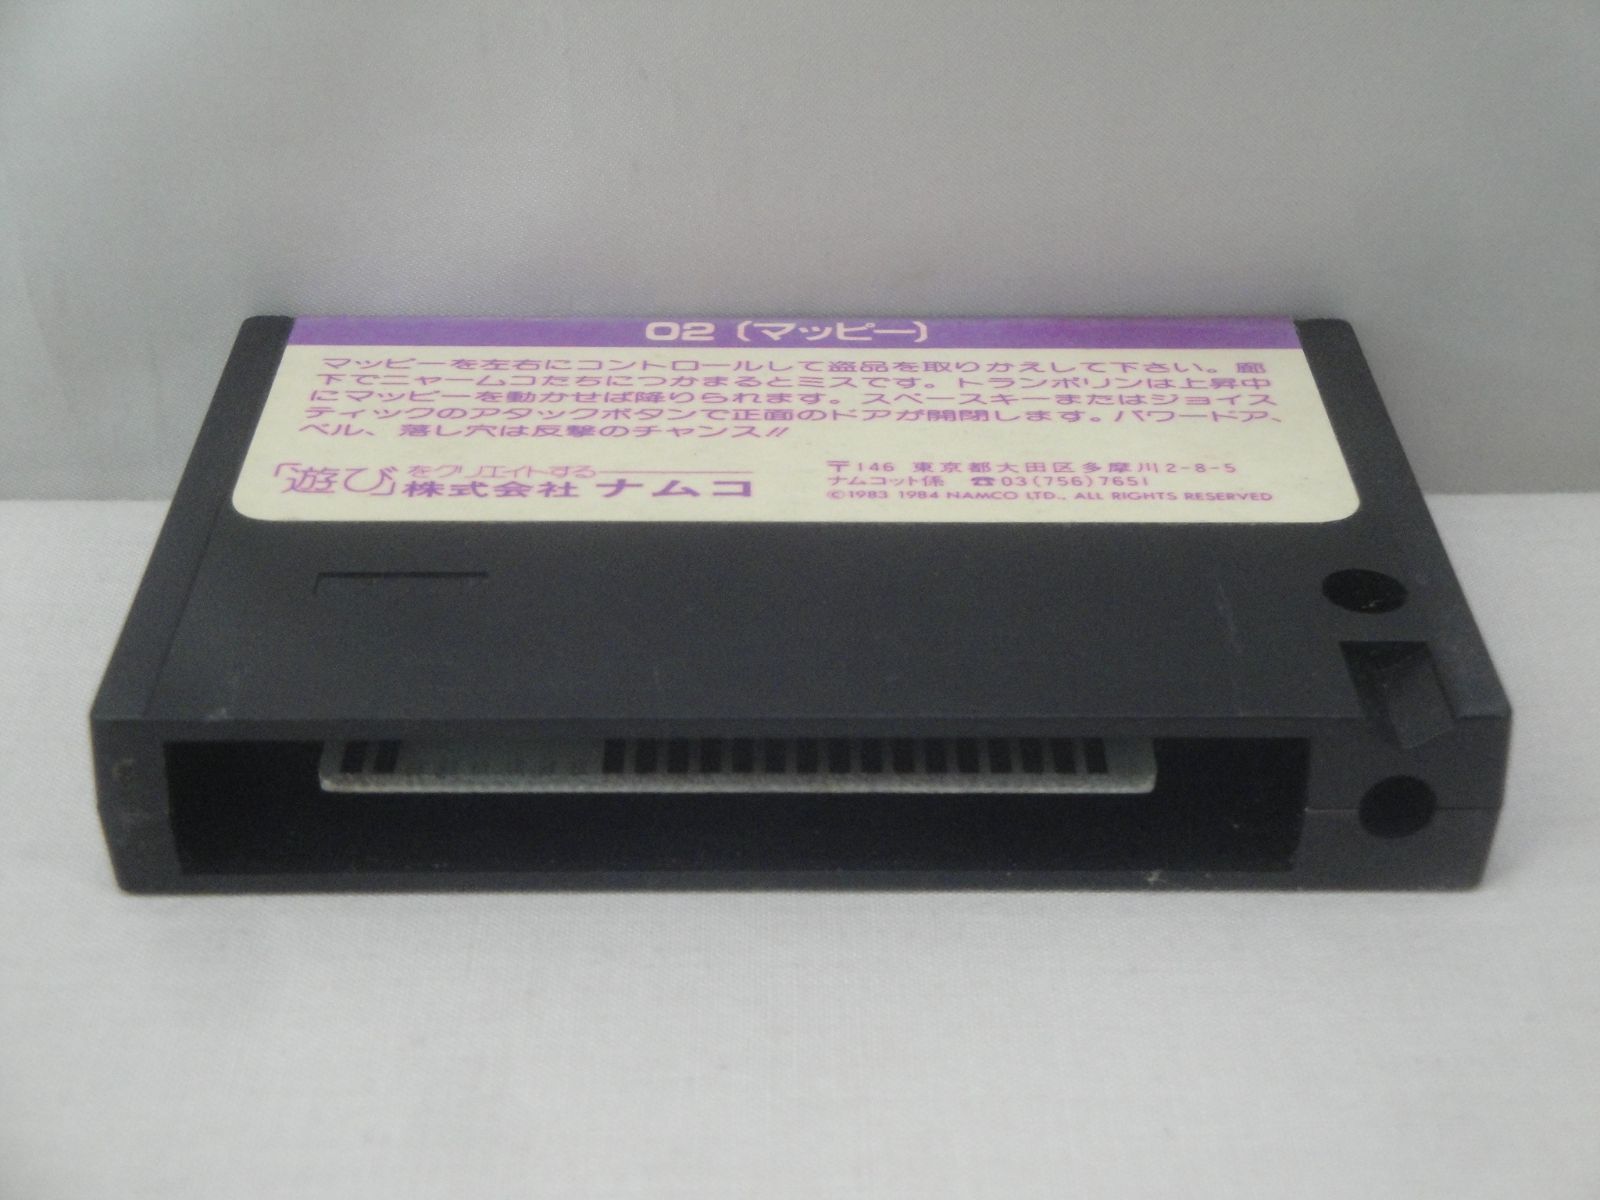 02(マッピー)
マッピーを左右にコントロールして盗品を取りかえして下さい。廊
下でニャームコたちにつかまるとミスです。トランポリンは上昇中
にマッピーを動かせば降りられます。スペースキーまたはジョイス
ティックのアタックボタンで正面のドアが開閉します。パワードア、
ベル、落し穴は反撃のチャンス!!
「遊び」をクリエイトする
株式会社 ナムコ
〒146 東京都大田区多摩川2-8-5
ナムコット係 ☎03(756)7651
©1983 1984 NAMCO LTD., ALL RIGHTS RESERVED